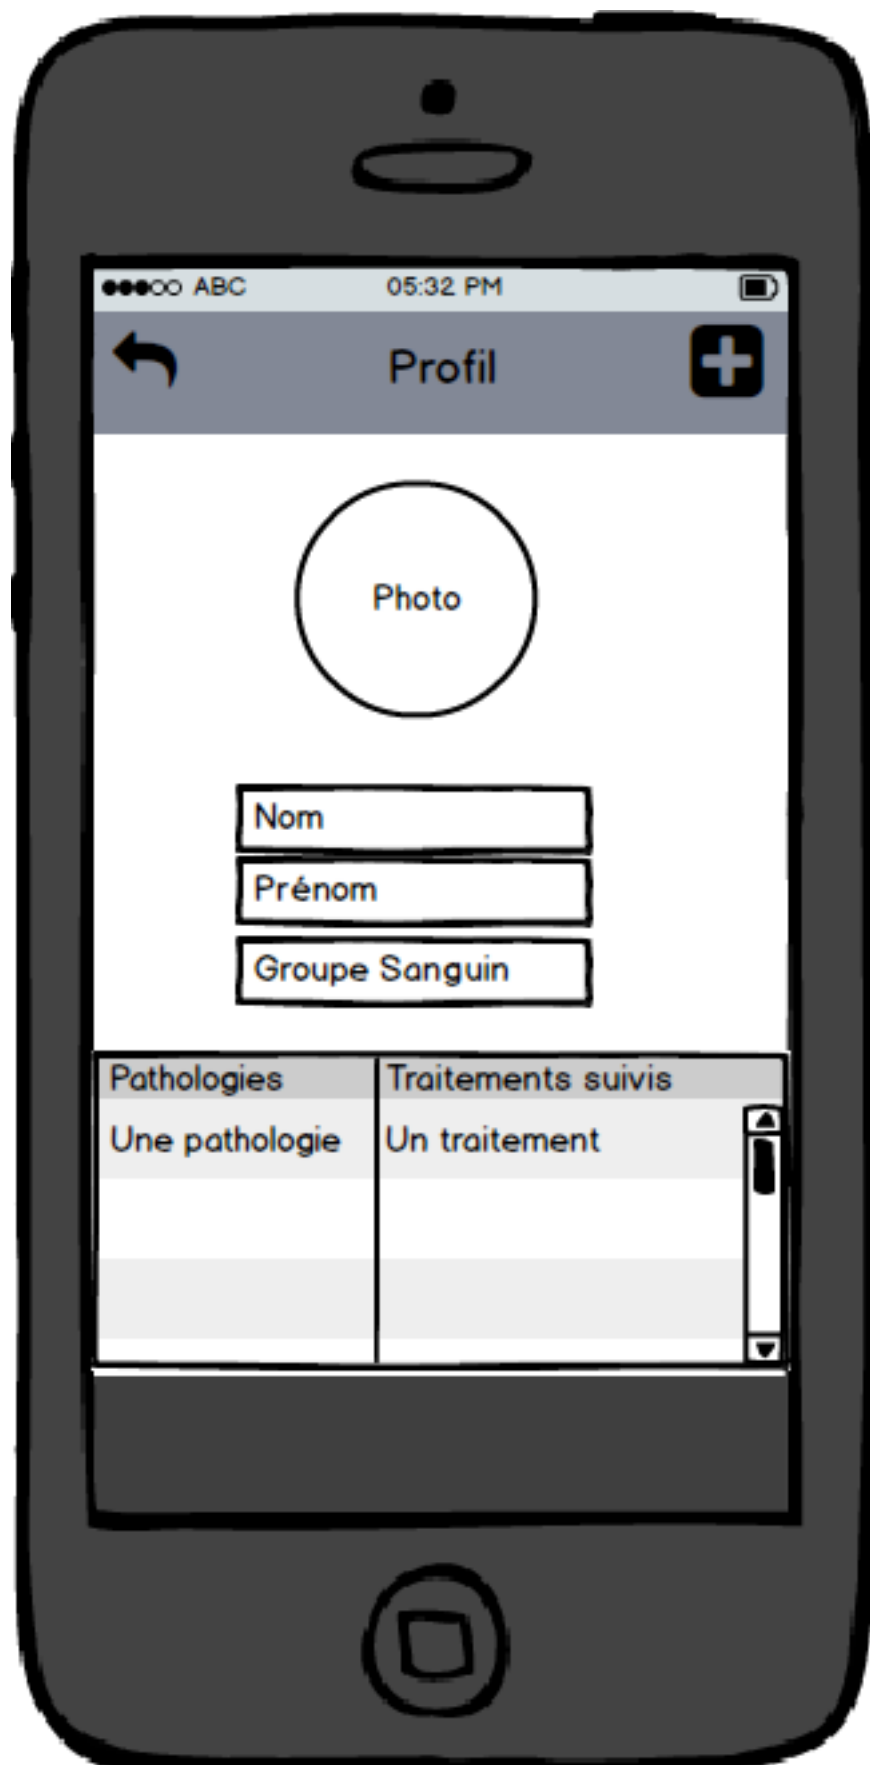 ABC 05:32 PM
Profil
Photo
Nom
Prénom
Groupe Sanguin
Pathologies Traitements suivis
Une pathologie Un traitement